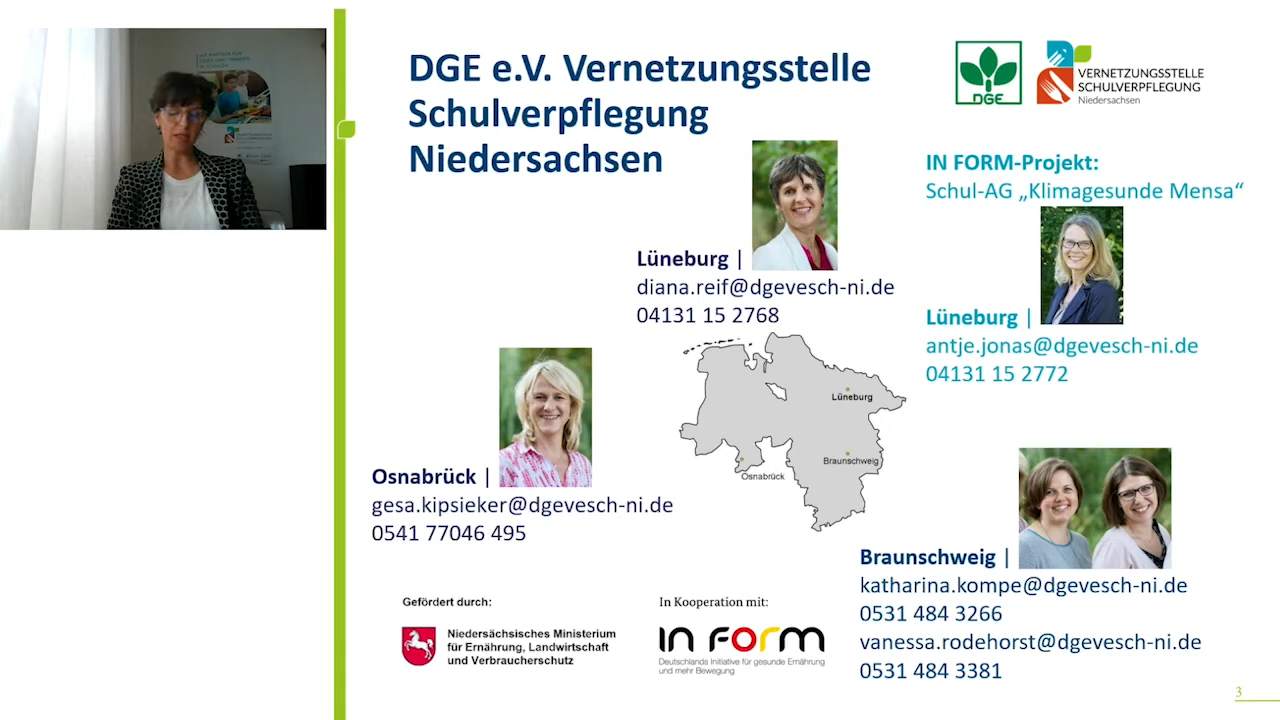 DGE e.V. Vernetzungsstelle
Schulverpflegung
Niedersachsen
DGE
VERNETZUNGSSTELLE
SCHULVERPFLEGUNG
Niedersachsen
IN FORM-Projekt:
Schul-AG „Klimagesunde Mensa“
Lüneburg |
diana.reif@dgevesch-ni.de
04131 15 2768
Lüneburg |
antje.jonas@dgevesch-ni.de
04131 15 2772
Lüneburg
Braunschweig
Osnabrück
Osnabrück |
gesa.kipsieker@dgevesch-ni.de
0541 77046 495
Braunschweig |
katharina.kompe@dgevesch-ni.de
0531 484 3266
vanessa.rodehorst@dgevesch-ni.de
0531 484 3381
Gefördert durch:
Niedersächsisches Ministerium
für Ernährung, Landwirtschaft
und Verbraucherschutz
In Kooperation mit:
IN FORM
Deutschlands Initiative für gesunde Ernährung
und mehr Bewegung
3